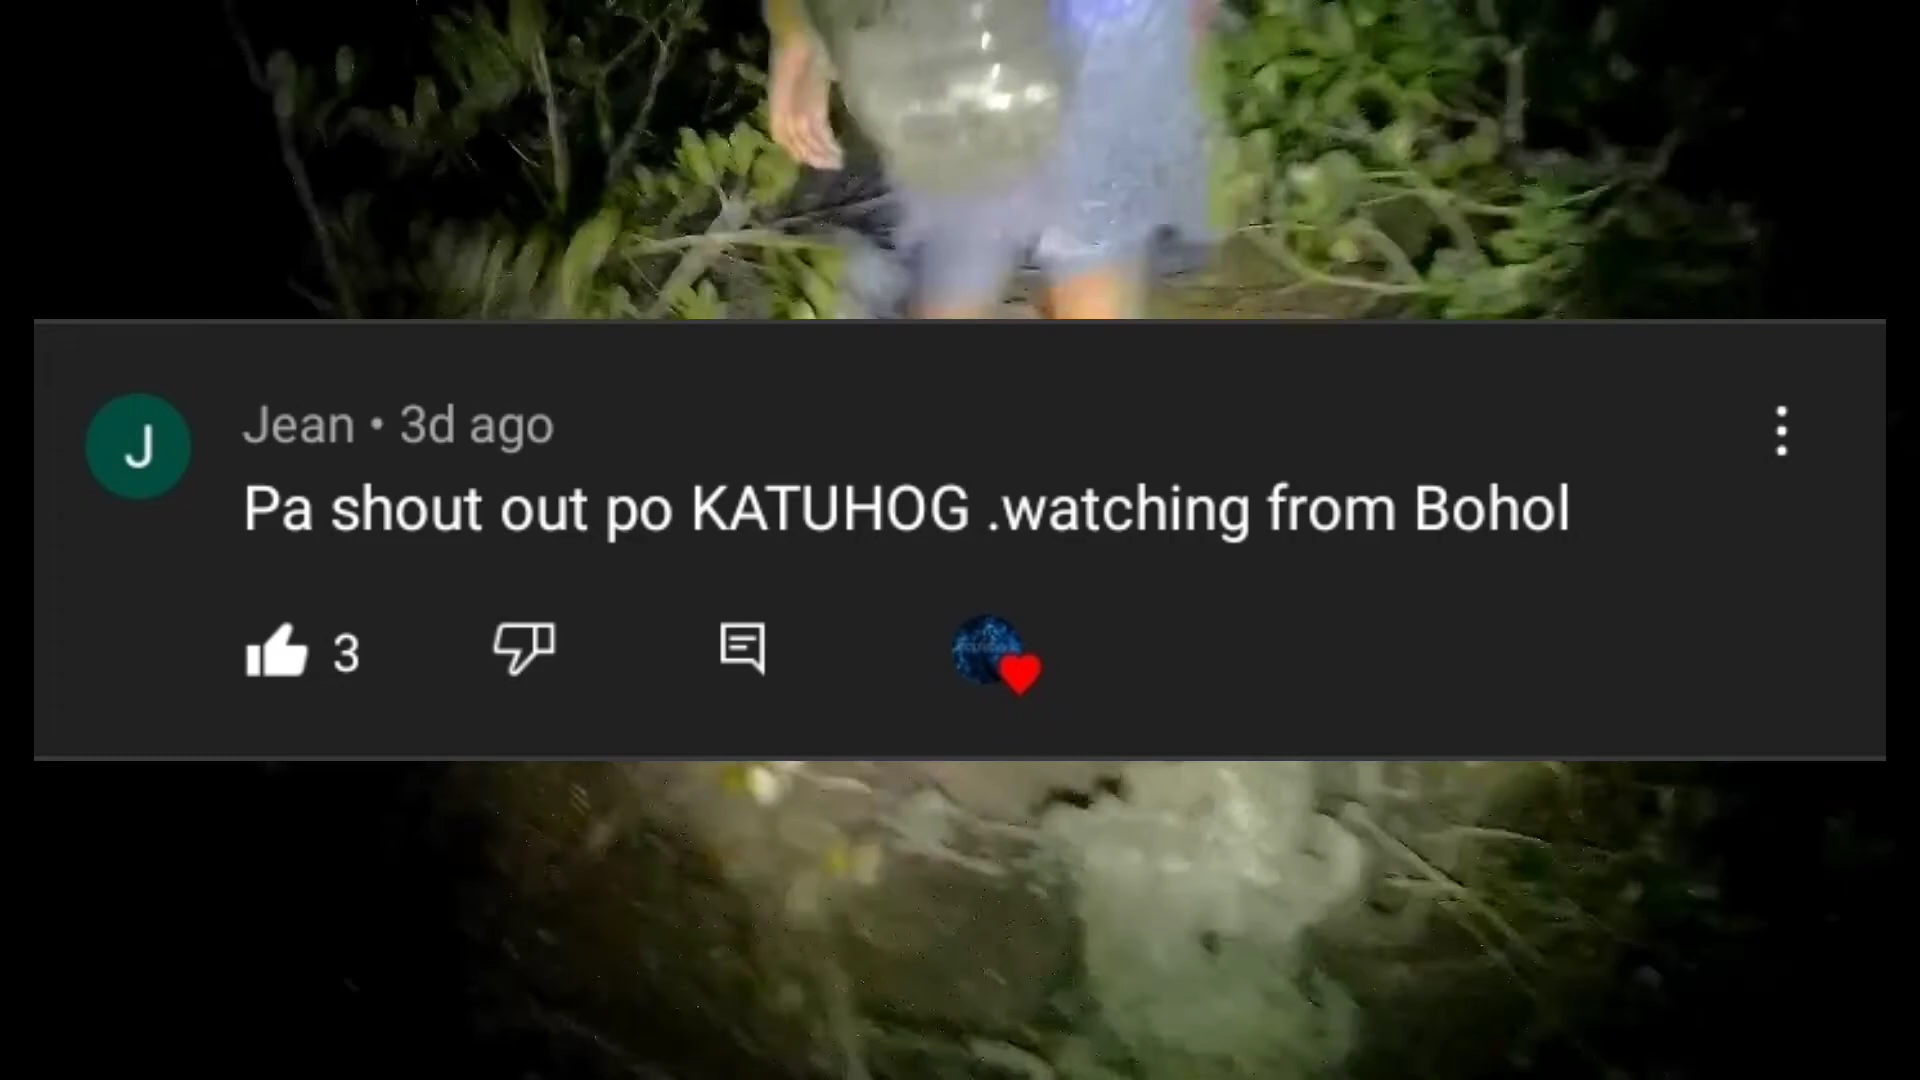 J
Jean • 3d ago
Pa shout out po KATUHOG .watching from Bohol
3